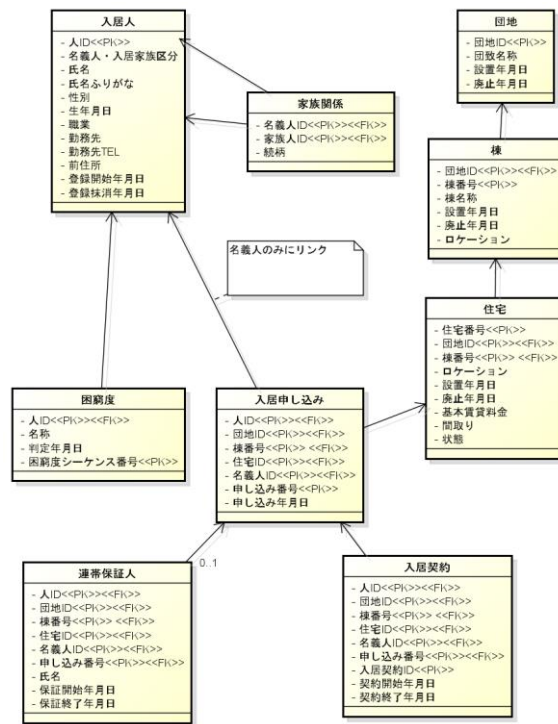 入居人
- 人ID<<PK>>
- 名義人・入居家族区分
- 氏名
- 氏名ふりがな
- 性別
- 生年月日
- 職業
- 勤務先
- 勤務先TEL
- 前住所
- 登録開始年月日
- 登録抹消年月日
家族関係
- 名義人ID<<PK>><<FK>>
- 家族人ID<<PK>><<FK>>
- 続柄
団地
- 団地ID<<PK>>
- 団致名称
- 設置年月日
- 廃止年月日
棟
- 団地ID<<PK>><<FK>>
- 棟番号<<PK>>
- 棟名称
- 設置年月日
- 廃止年月日
- ロケーション
名義人のみにリンク
住宅
- 住宅番号<<PK>>
- 団地ID<<PK>><<FK>>
- 棟番号<<PK>> <<FK>>
- ロケーション
- 設置年月日
- 廃止年月日
- 基本賃貸料金
- 間取り
- 状態
困窮度
- 人ID<<PK>><<FK>>
- 名称
- 判定年月日
- 困窮度シーケンス番号<<PK>>
入居申し込み
- 人ID<<PK>><<FK>>
- 団地ID<<PK>><<FK>>
- 棟番号<<PK>> <<FK>>
- 住宅ID<<PK>><<FK>>
- 名義人ID<<PK>><<FK>>
- 申し込み番号<<PK>>
- 申し込み年月日
0..1
連帯保証人
- 人ID<<PK>><<FK>>
- 団地ID<<PK>><<FK>>
- 棟番号<<PK>> <<FK>>
- 住宅ID<<PK>><<FK>>
- 名義人ID<<PK>><<FK>>
- 申し込み番号<<PK>><<FK>>
- 氏名
- 保証開始年月日
- 保証終了年月日
入居契約
- 人ID<<PK>><<FK>>
- 団地ID<<PK>><<FK>>
- 棟番号<<PK>> <<FK>>
- 住宅ID<<PK>><<FK>>
- 名義人ID<<PK>><<FK>>
- 申し込み番号<<PK>><<FK>>
- 入居契約ID<<PK>>
- 契約開始年月日
- 契約終了年月日